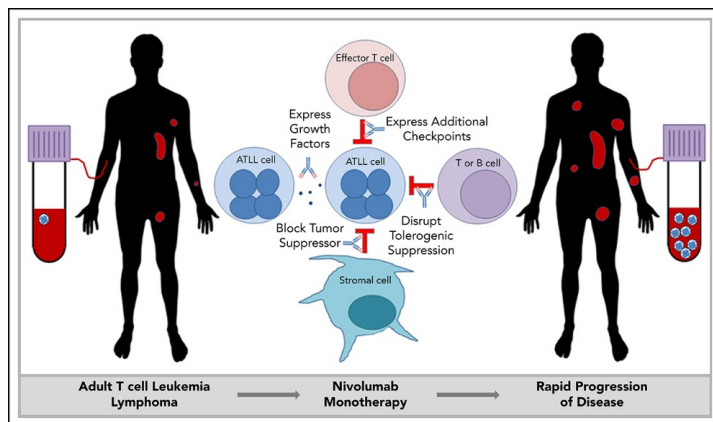 Effector T cell
Express
Growth
Factors
Express Additional
Checkpoints
ATLL cell
ATLL cell
T or B cell
Block Tumor
Suppressor
Disrupt
Tolerogenic
Suppression
Stromal cell
Adult T cell Leukemia
Lymphoma
Nivolumab
Monotherapy
Rapid Progression
of Disease